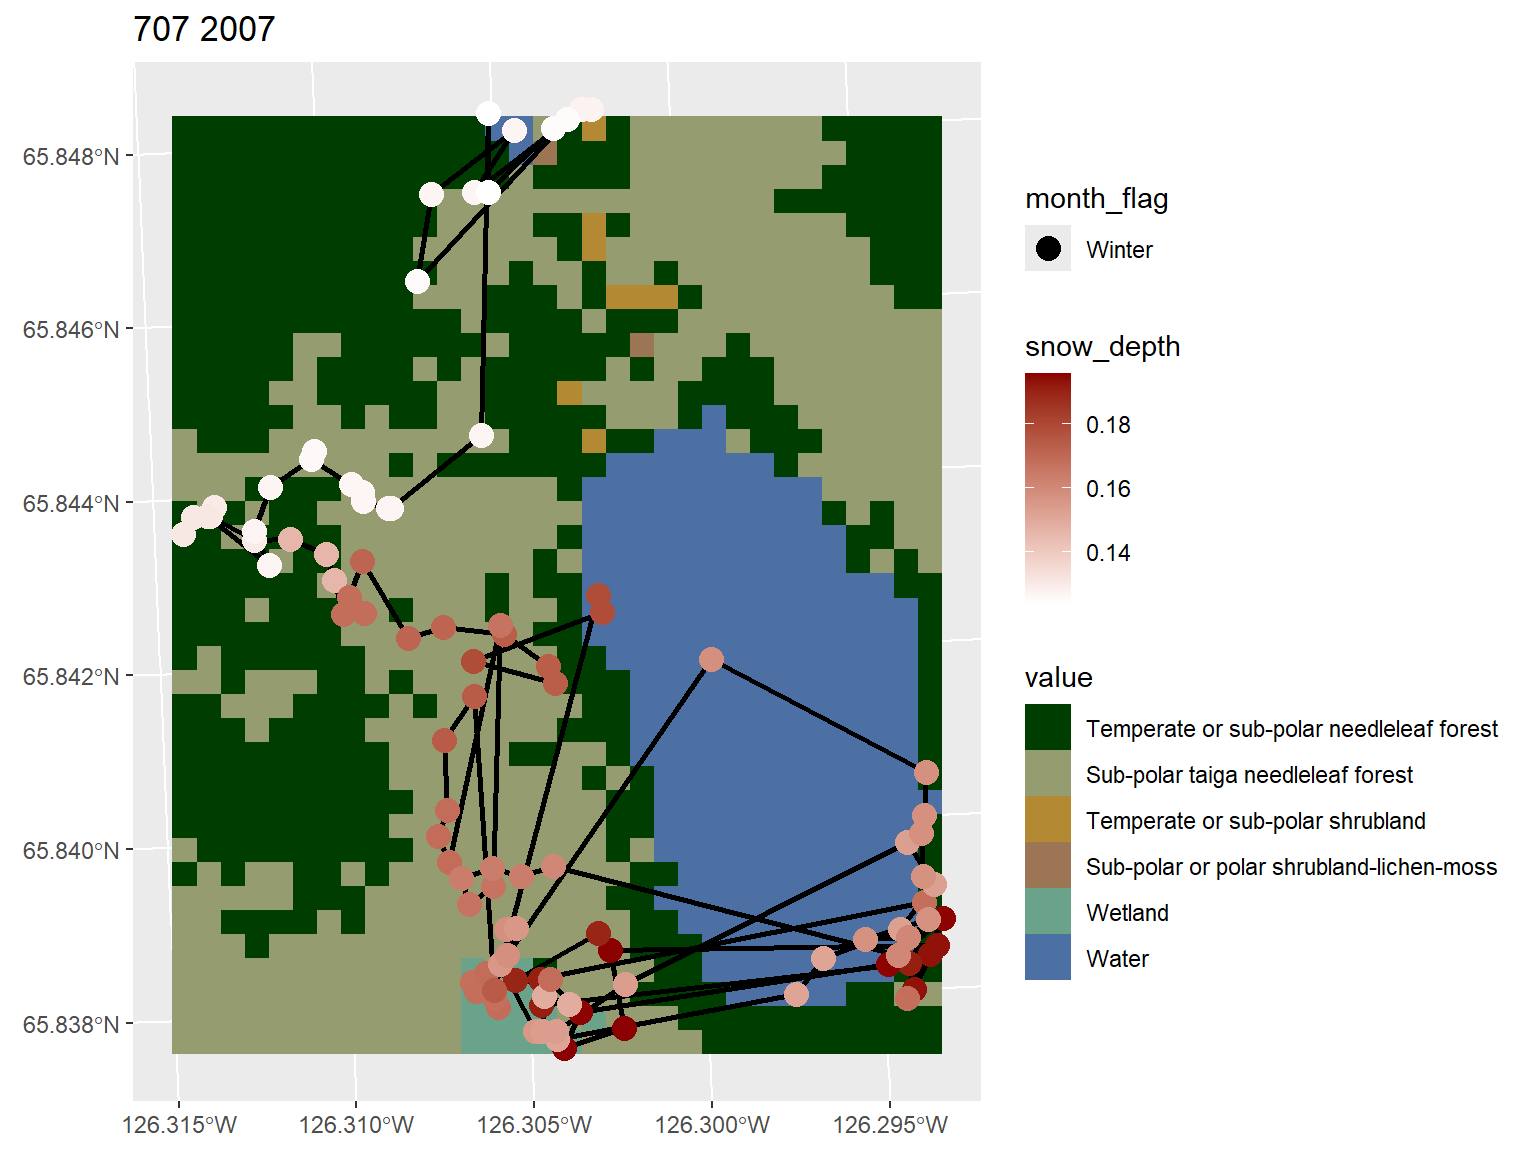 707 2007
65.848°N
65.846°N
65.844°N
65.842°N
65.840°N
65.838°N
126.315°W
126.310°W
126.305°W
126.300°W
126.295°W
month_flag
Winter
snow_depth
0.18
0.16
0.14
value
Temperate or sub-polar needleleaf forest
Sub-polar taiga needleleaf forest
Temperate or sub-polar shrubland
Sub-polar or polar shrubland-lichen-moss
Wetland
Water